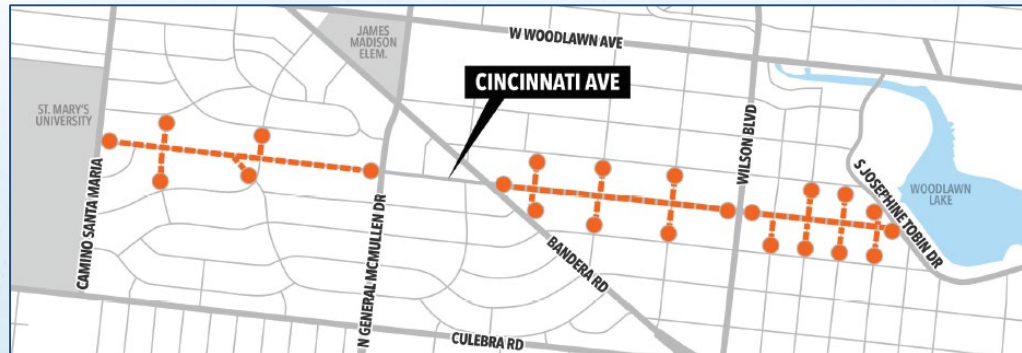 JAMES
MADISON
ELEM.
W WOODLAWN AVE
CINCINNATI AVE
ST. MARY'S
UNIVERSITY
WILSON BLVD
S JOSEPHINE TOBIN DR
WOODLAWN
LAKE
CAMINO SANTA MARIA
N GENERAL MCMULLEN DR
BANDERA RD
CULEBRA RD